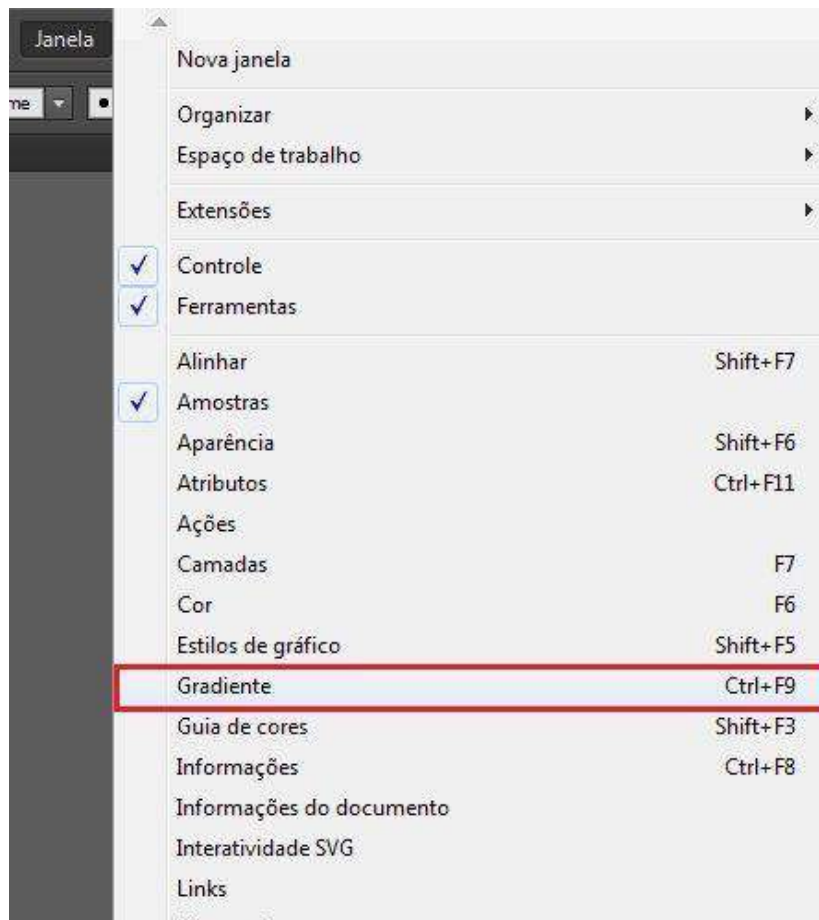 Janela
me
Nova janela
Organizar
Espaço de trabalho
Extensões
Controle
Ferramentas
Alinhar Shift+F7
Amostras
Aparência Shift+F6
Atributos Ctrl+F11
Ações
Camadas F7
Cor F6
Estilos de gráfico Shift+F5
Gradiente Ctrl+F9
Guia de cores Shift+F3
Informações Ctrl+F8
Informações do documento
Interatividade SVG
Links